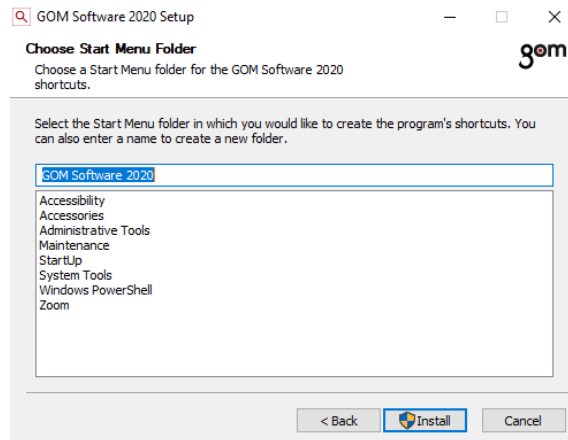 GOM Software 2020 Setup
Choose Start Menu Folder
gom
Choose a Start Menu folder for the GOM Software 2020
shortcuts.
Select the Start Menu folder in which you would like to create the program's shortcuts. You
can also enter a name to create a new folder.
GOM Software 2020
Accessibility
Accessories
Administrative Tools
Maintenance
StartUp
System Tools
Windows PowerShell
Zoom
< Back
Install
Cancel